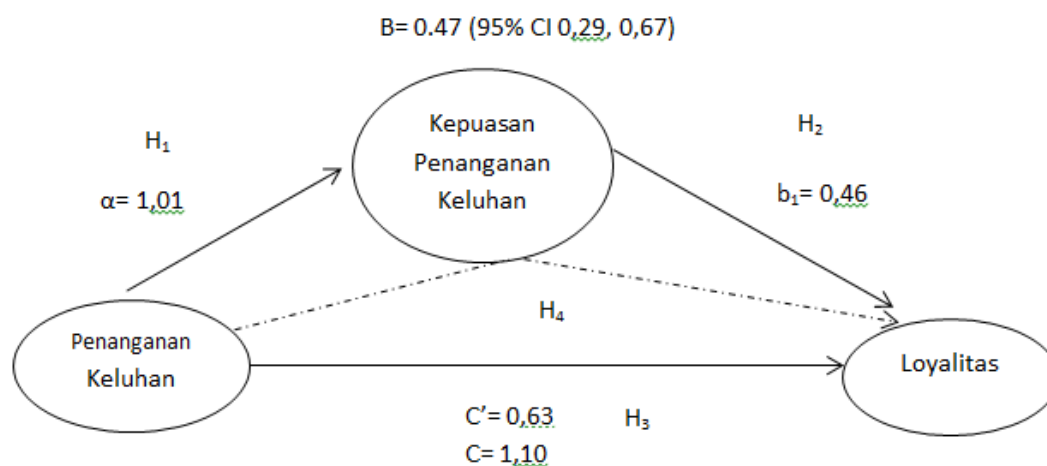 B= 0.47 (95% CI 0,29, 0,67)
H₁
α= 1,01
Kepuasan
Penanganan
Keluhan
H₂
b₁= 0,46
Penanganan
Keluhan
H₄
Loyalitas
C’= 0,63 H₃
C= 1,10